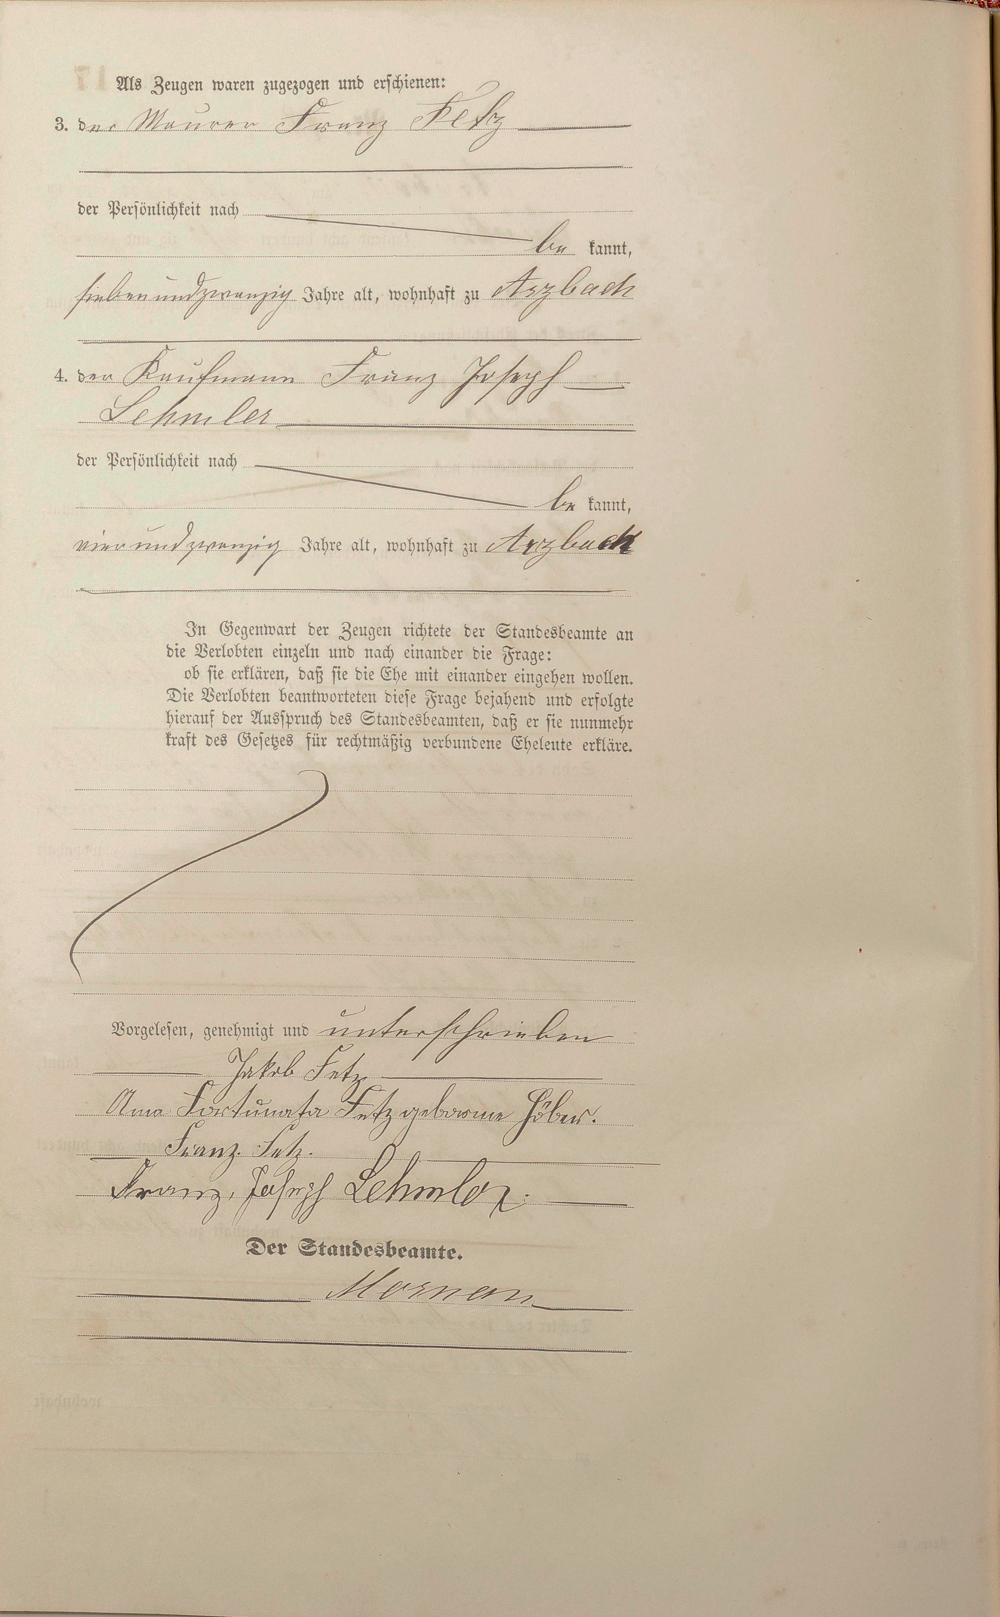 Als Zeugen waren zugezogen und erschienen:
3. der Maurer Franz Fetz
der Persönlichkeit nach
be kannt,
siebenundzwanzig Jahre alt, wohnhaft zu Arzbach
4. der Kaufmann Franz Joseph
Lehmler
der Persönlichkeit nach
be kannt,
vierundzwanzig Jahre alt, wohnhaft zu Arzbach
In Gegenwart der Zeugen richtete der Standesbeamte an
die Verlobten einzeln und nach einander die Frage:
ob sie erklären, daß sie die Ehe mit einander eingehen wollen.
Die Verlobten beantworteten diese Frage bejahend und erfolgte
hierauf der Ausspruch des Standesbeamten, daß er sie nunmehr
kraft des Gesetzes für rechtmäßig verbundene Eheleute erkläre.
Vorgelesen, genehmigt und unterschrieben
Jakob Fetz
Anna Fortunata Fetz geborene
Franz. Fetz.
Franz, Joseph Lehmler.
Der Standesbeamte.